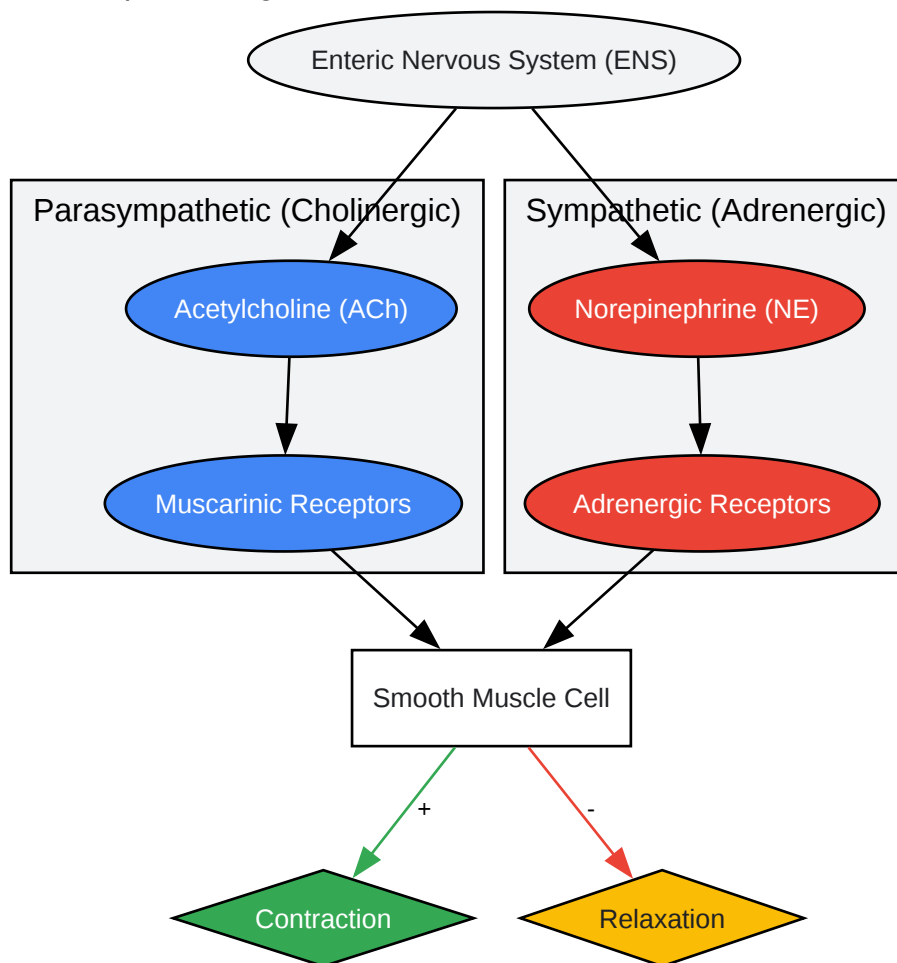 Enteric Nervous System (ENS)
Parasympathetic (Cholinergic)
Sympathetic (Adrenergic)
Acetylcholine (ACh)
Norepinephrine (NE)
Muscarinic Receptors
Adrenergic Receptors
Smooth Muscle Cell
+
-
Contraction
Relaxation